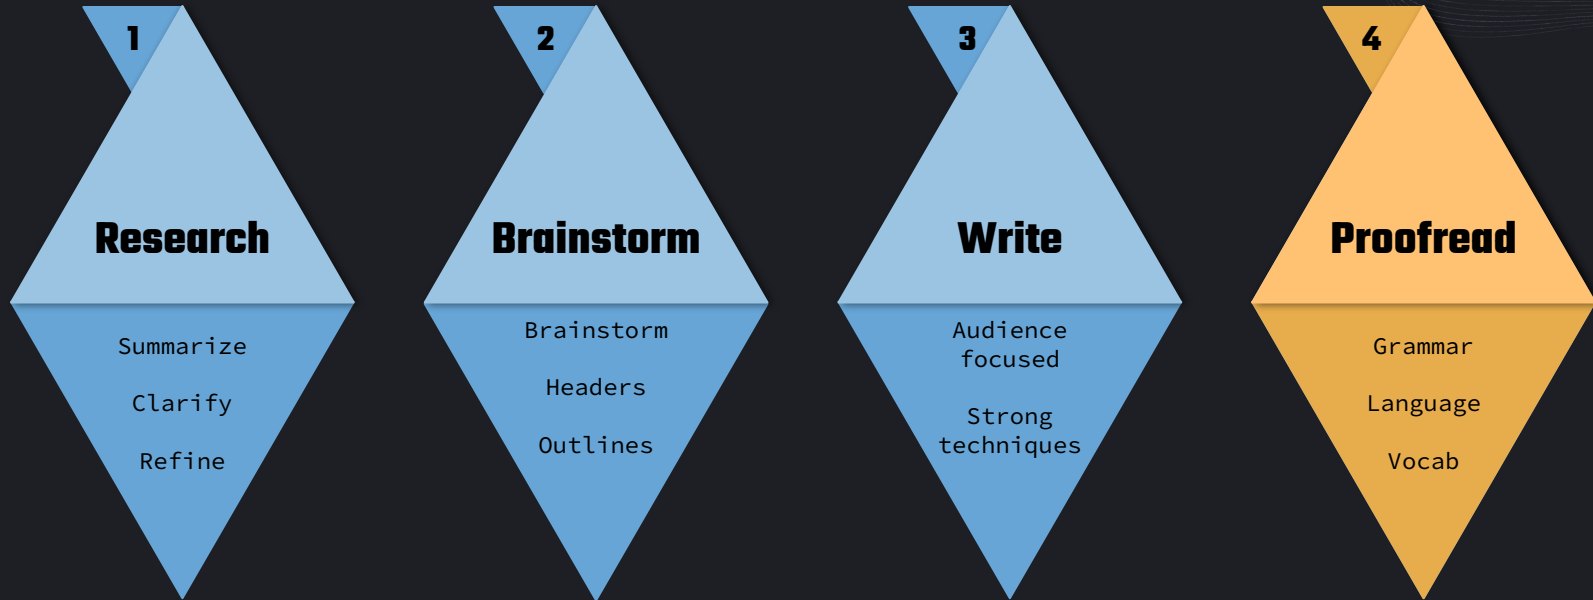 1
Research
Summarize
Clarify
Refine
2
Brainstorm
Brainstorm
Headers
Outlines
3
Write
Audience
focused
Strong
techniques
4
Proofread
Grammar
Language
Vocab